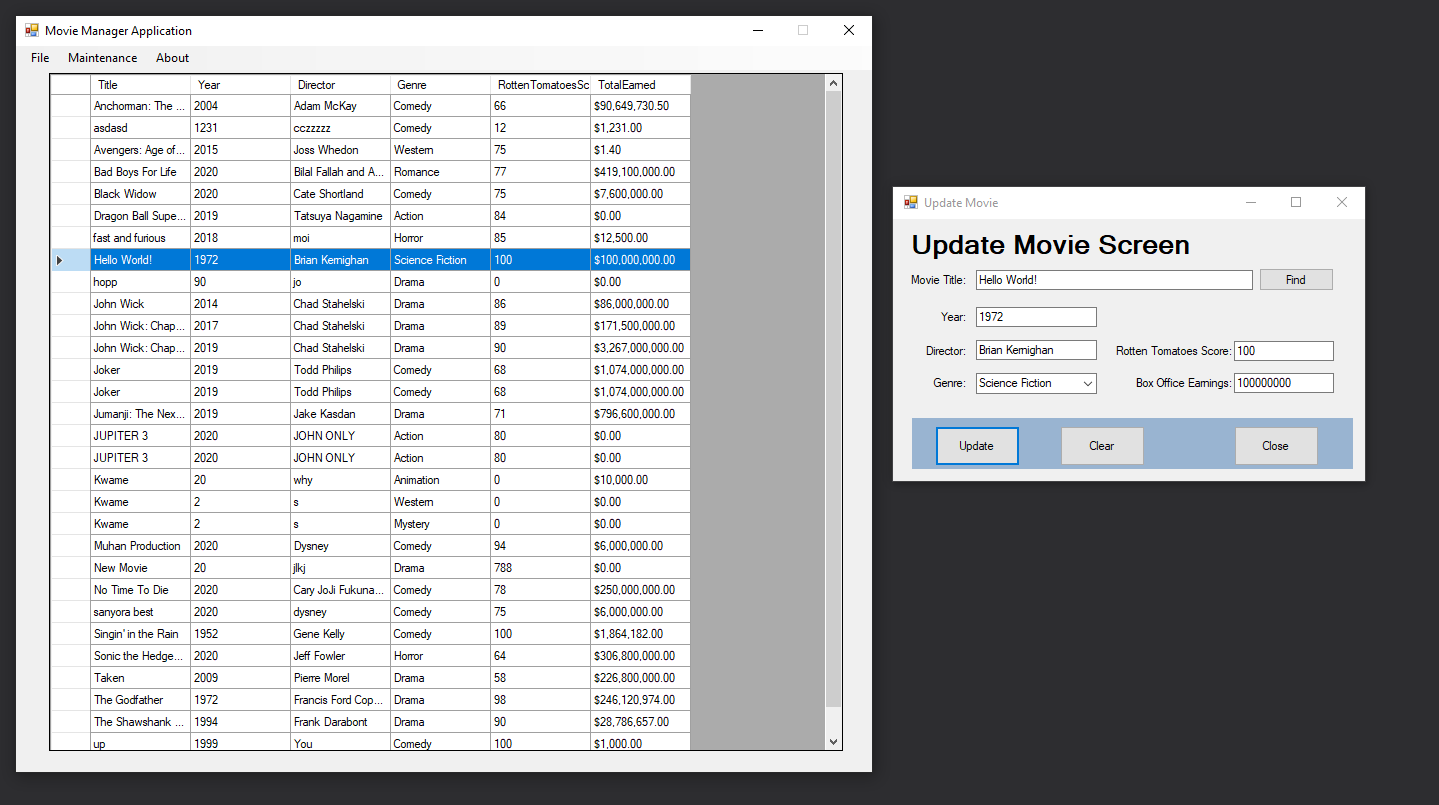 Movie Manager Application
File Maintenance About
Title Year Director Genre RottenTomatoesSc TotalEarned
Anchorman: The ... 2004 Adam McKay Comedy 66 $90,649,730.50
asdasd 1231 cczzzzz Comedy 12 $1,231.00
Avengers: Age of... 2015 Joss Whedon Western 75 $1.40
Bad Boys For Life 2020 Bilal Fallah and A... Romance 77 $419,100,000.00
Black Widow 2020 Cate Shortland Comedy 75 $7,600,000.00
Dragon Ball Supe... 2019 Tatsuya Nagamine Action 84 $0.00
fast and furious 2018 moi Horror 85 $12,500.00
Hello World! 1972 Brian Kernighan Science Fiction 100 $100,000,000.00
hopp 90 jo Drama 0 $0.00
John Wick 2014 Chad Stahelski Drama 86 $86,000,000.00
John Wick: Chap... 2017 Chad Stahelski Drama 89 $171,500,000.00
John Wick: Chap... 2019 Chad Stahelski Drama 90 $3,267,000,000.00
Joker 2019 Todd Philips Comedy 68 $1,074,000,000.00
Joker 2019 Todd Philips Comedy 68 $1,074,000,000.00
Jumanji: The Nex... 2019 Jake Kasdan Drama 71 $796,600,000.00
JUPITER 3 2020 JOHN ONLY Action 80 $0.00
JUPITER 3 2020 JOHN ONLY Action 80 $0.00
Kwame 20 why Animation 0 $10,000.00
Kwame 2 s Western 0 $0.00
Kwame 2 s Mystery 0 $0.00
Muhan Production 2020 Dysney Comedy 94 $6,000,000.00
New Movie 20 jlkj Drama 788 $0.00
No Time To Die 2020 Cary JoJi Fukuna... Comedy 78 $250,000,000.00
sanyora best 2020 dysney Comedy 75 $6,000,000.00
Singin' in the Rain 1952 Gene Kelly Comedy 100 $1,864,182.00
Sonic the Hedge... 2020 Jeff Fowler Horror 64 $306,800,000.00
Taken 2009 Pierre Morel Drama 58 $226,800,000.00
The Godfather 1972 Francis Ford Cop... Drama 98 $246,120,974.00
The Shawshank ... 1994 Frank Darabont Drama 90 $28,786,657.00
up 1999 You Comedy 100 $1,000.00
Update Movie
Update Movie Screen
Movie Title: Hello World! Find
Year: 1972
Director: Brian Kernighan Rotten Tomatoes Score: 100
Genre: Science Fiction Box Office Earnings: 100000000
Update Clear Close